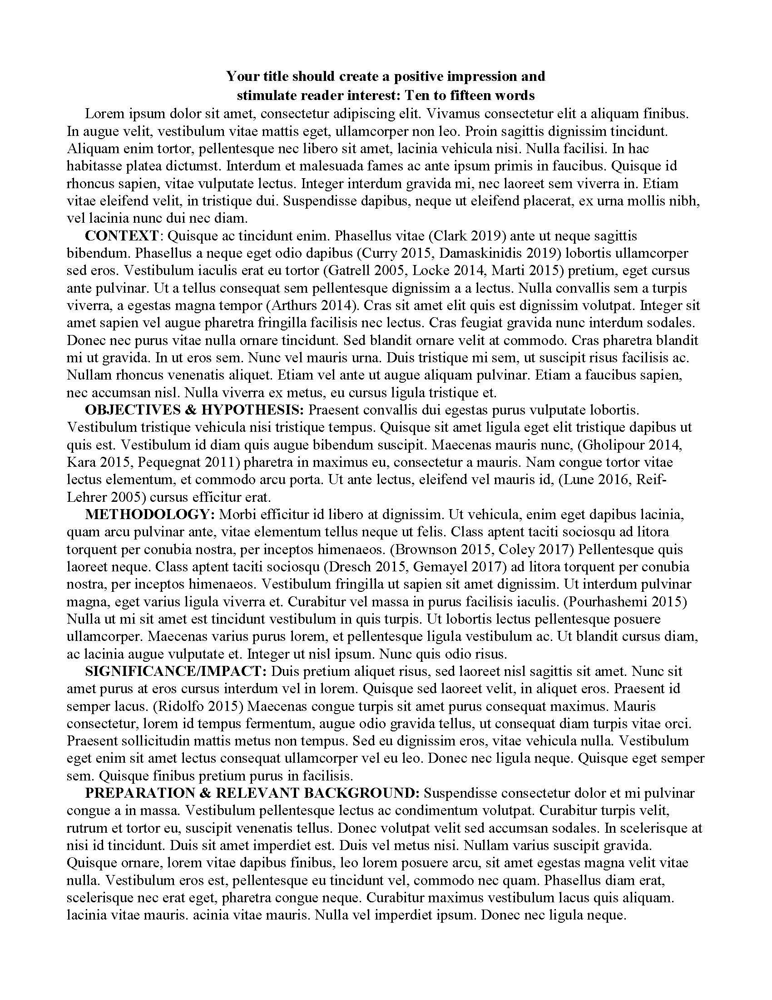 Your title should create a positive impression and
stimulate reader interest: Ten to fifteen words
Lorem ipsum dolor sit amet, consectetur adipiscing elit. Vivamus consectetur elit a aliquam finibus.
In augue velit, vestibulum vitae mattis eget, ullamcorper non leo. Proin sagittis dignissim tincidunt.
Aliquam enim tortor, pellentesque nec libero sit amet, lacinia vehicula nisi. Nulla facilisi. In hac
habitasse platea dictumst. Interdum et malesuada fames ac ante ipsum primis in faucibus. Quisque id
rhoncus sapien, vitae vulputate lectus. Integer interdum gravida mi, nec laoreet sem viverra in. Etiam
vitae eleifend velit, in tristique dui. Suspendisse dapibus, neque ut eleifend placerat, ex urna mollis nibh,
vel lacinia nunc dui nec diam.
CONTEXT: Quisque ac tincidunt enim. Phasellus vitae (Clark 2019) ante ut neque sagittis
bibendum. Phasellus a neque eget odio dapibus (Curry 2015, Damaskinidis 2019) lobortis ullamcorper
sed eros. Vestibulum iaculis erat eu tortor (Gatrell 2005, Locke 2014, Marti 2015) pretium, eget cursus
ante pulvinar. Ut a tellus consequat sem pellentesque dignissim a a lectus. Nulla convallis sem a turpis
viverra, a egestas magna tempor (Arthurs 2014). Cras sit amet elit quis est dignissim volutpat. Integer sit
amet sapien vel augue pharetra fringilla facilisis nec lectus. Cras feugiat gravida nunc interdum sodales.
Donec nec purus vitae nulla ornare tincidunt. Sed blandit ornare velit at commodo. Cras pharetra blandit
mi ut gravida. In ut eros sem. Nunc vel mauris urna. Duis tristique mi sem, ut suscipit risus facilisis ac.
Nullam rhoncus venenatis aliquet. Etiam vel ante ut augue aliquam pulvinar. Etiam a faucibus sapien,
nec accumsan nisl. Nulla viverra ex metus, eu cursus ligula tristique et.
OBJECTIVES & HYPOTHESIS: Praesent convallis dui egestas purus vulputate lobortis.
Vestibulum tristique vehicula nisi tristique tempus. Quisque sit amet ligula eget elit tristique dapibus ut
quis est. Vestibulum id diam quis augue bibendum suscipit. Maecenas mauris nunc, (Gholipour 2014,
Kara 2015, Pequegnat 2011) pharetra in maximus eu, consectetur a mauris. Nam congue tortor vitae
lectus elementum, et commodo arcu porta. Ut ante lectus, eleifend vel mauris id, (Lune 2016, Reif-
Lehrer 2005) cursus efficitur erat.
METHODOLOGY: Morbi efficitur id libero at dignissim. Ut vehicula, enim eget dapibus lacinia,
quam arcu pulvinar ante, vitae elementum tellus neque ut felis. Class aptent taciti sociosqu ad litora
torquent per conubia nostra, per inceptos himenaeos. (Brownson 2015, Coley 2017) Pellentesque quis
laoreet neque. Class aptent taciti sociosqu (Dresch 2015, Gemayel 2017) ad litora torquent per conubia
nostra, per inceptos himenaeos. Vestibulum fringilla ut sapien sit amet dignissim. Ut interdum pulvinar
magna, eget varius ligula viverra et. Curabitur vel massa in purus facilisis iaculis. (Pourhashemi 2015)
Nulla ut mi sit amet est tincidunt vestibulum in quis turpis. Ut lobortis lectus pellentesque posuere
ullamcorper. Maecenas varius purus lorem, et pellentesque ligula vestibulum ac. Ut blandit cursus diam,
ac lacinia augue vulputate et. Integer ut nisl ipsum. Nunc quis odio risus.
SIGNIFICANCE/IMPACT: Duis pretium aliquet risus, sed laoreet nisl sagittis sit amet. Nunc sit
amet purus at eros cursus interdum vel in lorem. Quisque sed laoreet velit, in aliquet eros. Praesent id
semper lacus. (Ridolfo 2015) Maecenas congue turpis sit amet purus consequat maximus. Mauris
consectetur, lorem id tempus fermentum, augue odio gravida tellus, ut consequat diam turpis vitae orci.
Praesent sollicitudin mattis metus non tempus. Sed eu dignissim eros, vitae vehicula nulla. Vestibulum
eget enim sit amet lectus consequat ullamcorper vel eu leo. Donec nec ligula neque. Quisque eget semper
sem. Quisque finibus pretium purus in facilisis.
PREPARATION & RELEVANT BACKGROUND: Suspendisse consectetur dolor et mi pulvinar
congue a in massa. Vestibulum pellentesque lectus ac condimentum volutpat. Curabitur turpis velit,
rutrum et tortor eu, suscipit venenatis tellus. Donec volutpat velit sed accumsan sodales. In scelerisque at
nisi id tincidunt. Duis sit amet imperdiet est. Duis vel metus nisi. Nullam varius suscipit gravida.
Quisque ornare, lorem vitae dapibus finibus, leo lorem posuere arcu, sit amet egestas magna velit vitae
nulla. Vestibulum eros est, pellentesque eu tincidunt vel, commodo nec quam. Phasellus diam erat,
scelerisque nec erat eget, pharetra congue neque. Curabitur maximus vestibulum lacus quis aliquam.
lacinia vitae mauris. acinia vitae mauris. Nulla vel imperdiet ipsum. Donec nec ligula neque.